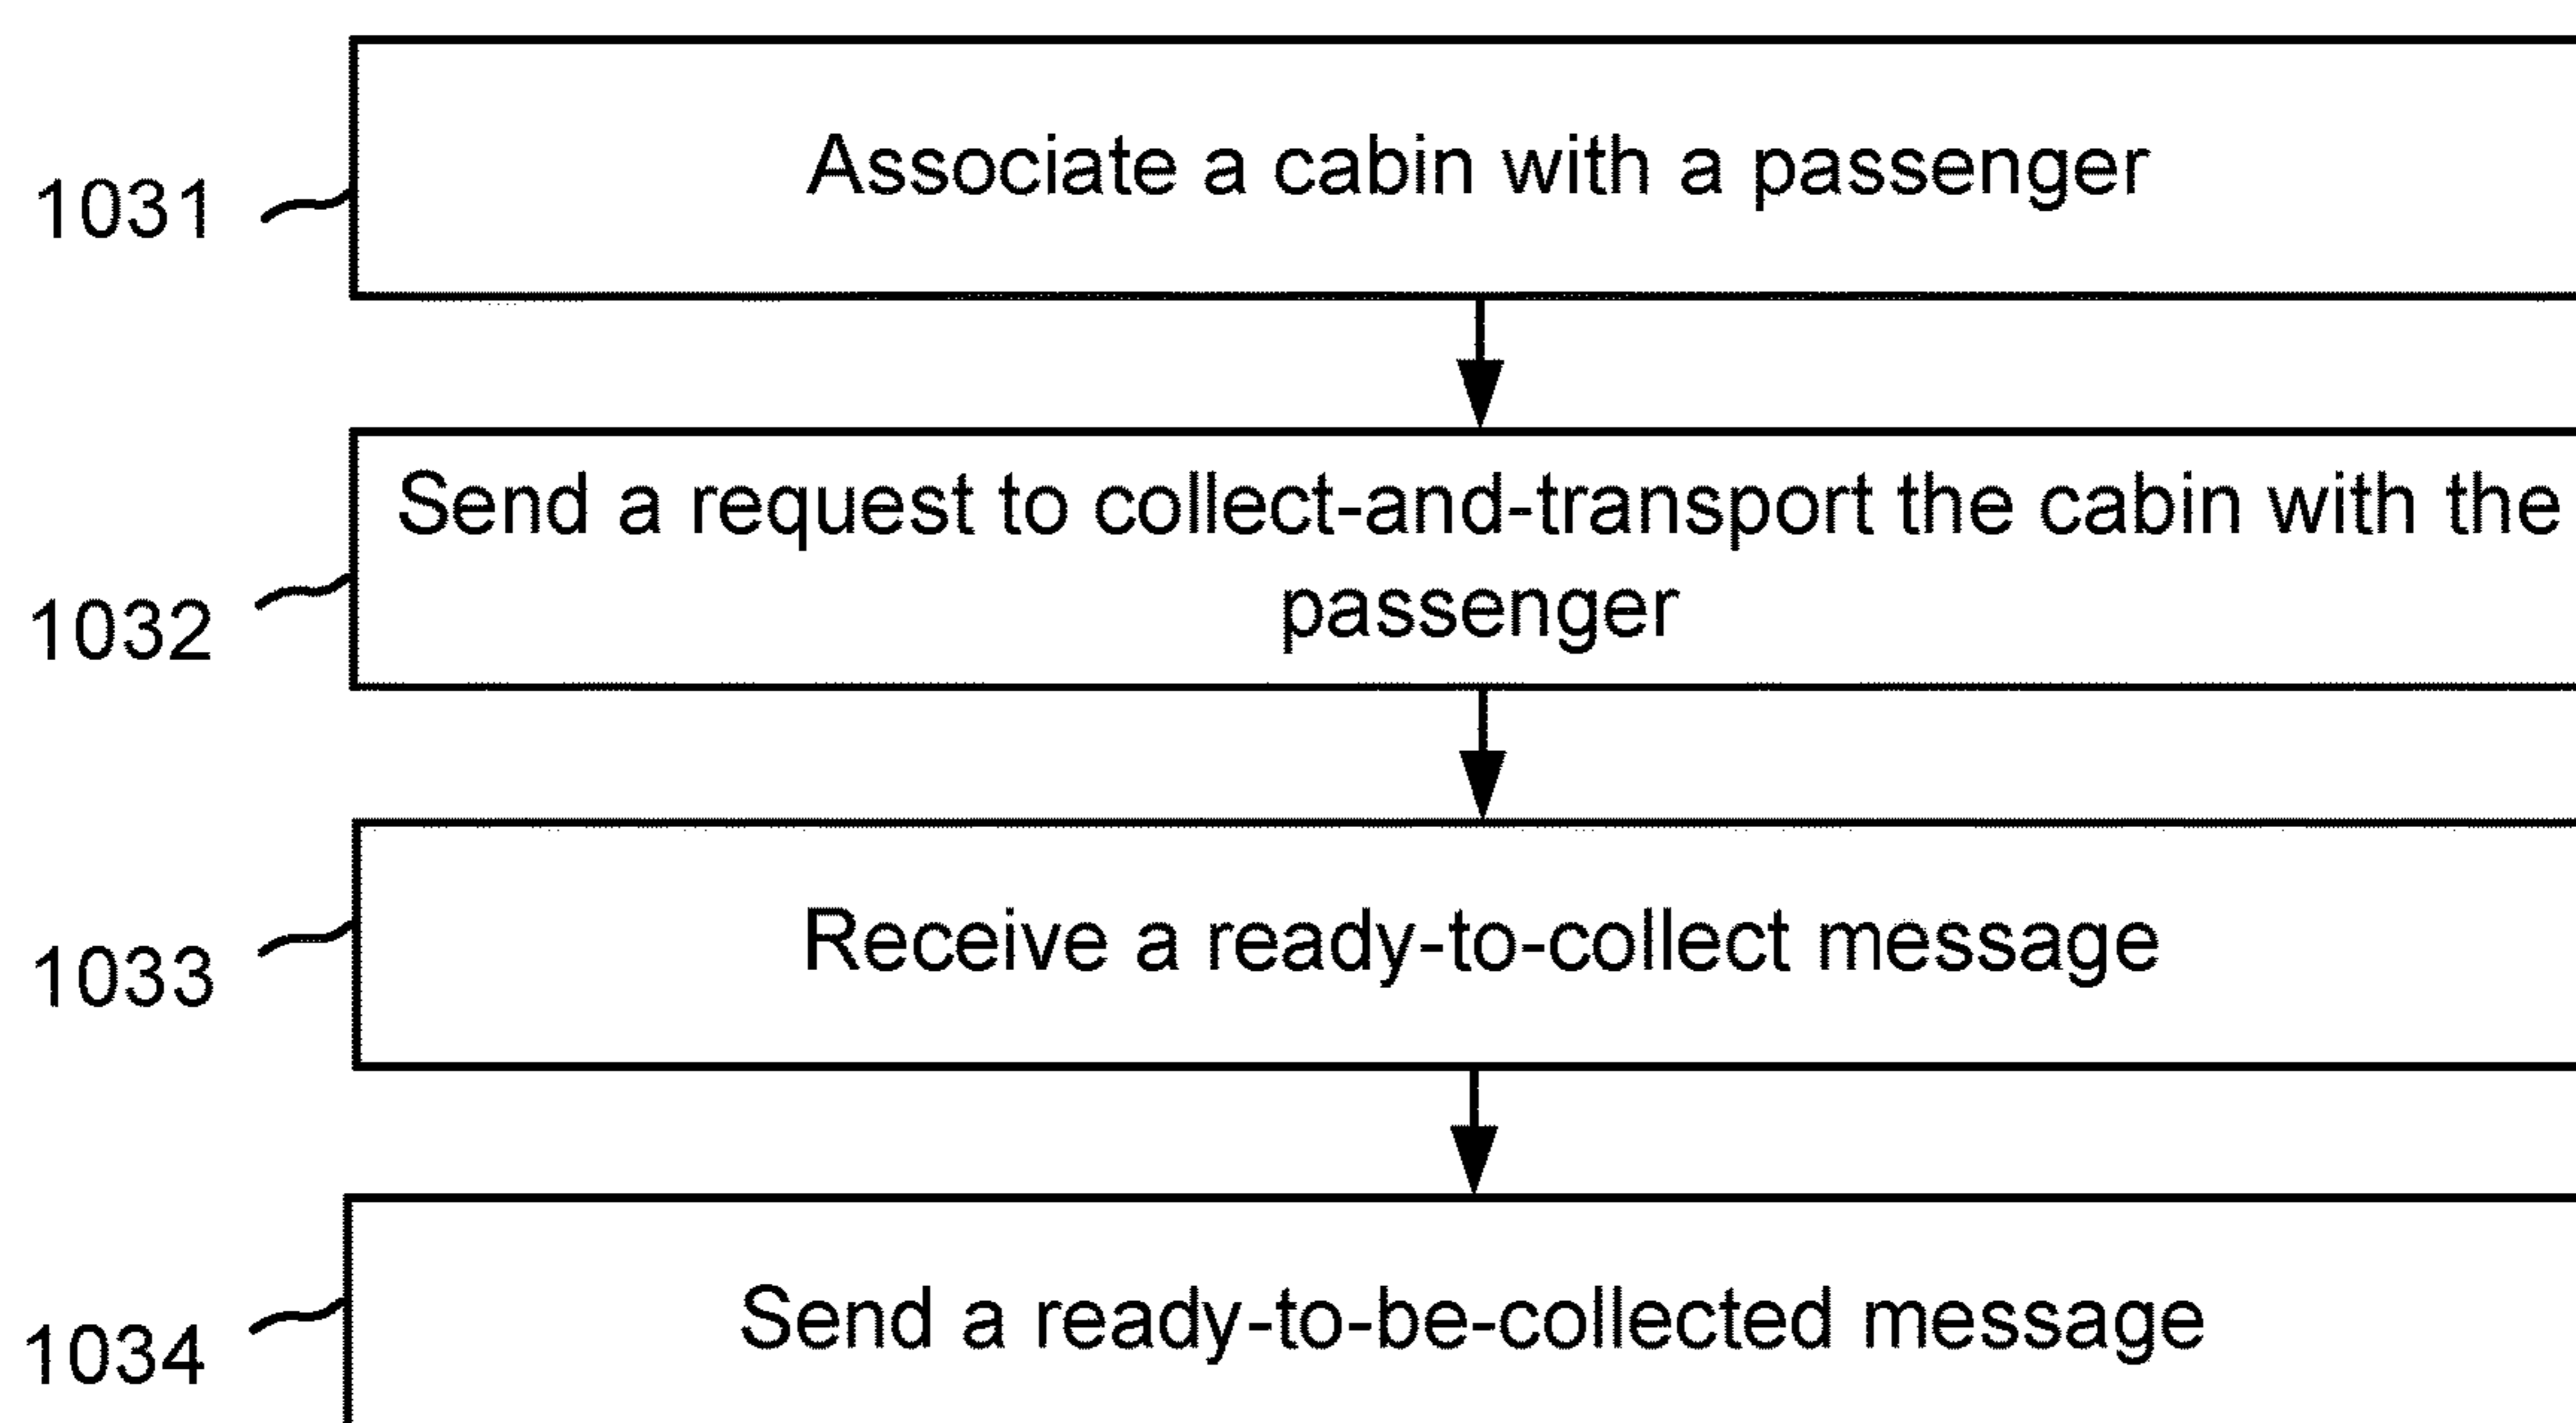 Associate a cabin with a passenger
1031
Send a request to collect-and-transport the cabin with the
passenger
1032
Receive a ready-to-collect message
1033
Send a ready-to-be-collected message
1034